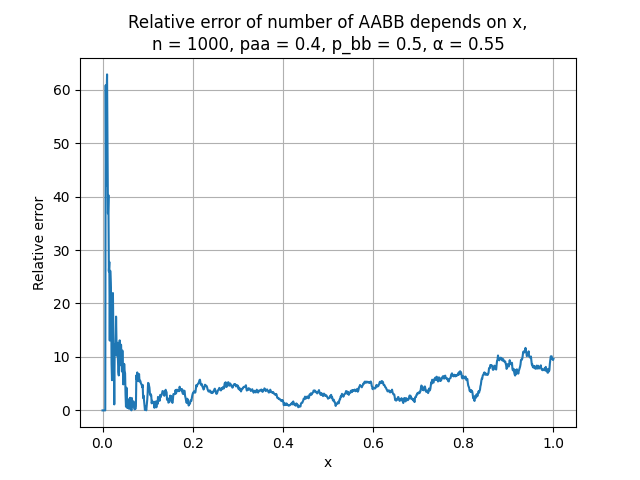 Relative error of number of AABB depends on x,
n = 1000, paa = 0.4, p_bb = 0.5, α = 0.55
60
50
40
30
20
10
0
Relative error
0.0 0.2 0.4 0.6 0.8 1.0
x